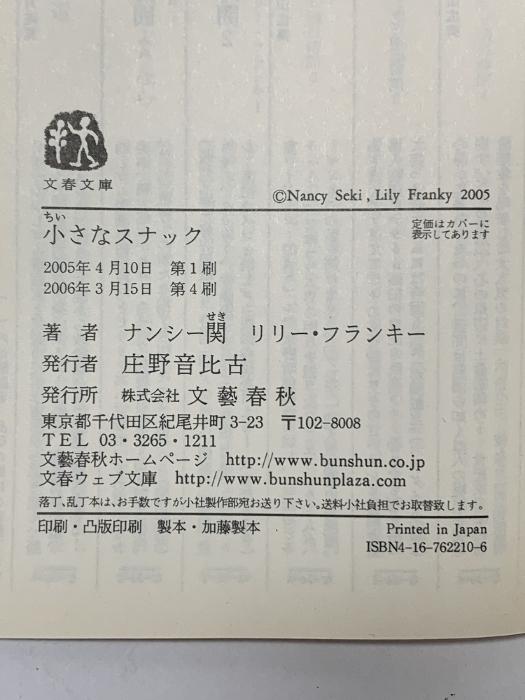 文春文庫
©Nancy Seki, Lily Franky 2005
小さなスナック
ちい
定価はカバーに
表示してあります
2005年4月10日 第1刷
2006年3月15日 第4刷
著者 ナンシー関 リリー・フランキー
せき
発行者 庄野音比古
発行所 株式会社 文藝春秋
東京都千代田区紀尾井町3-23 〒102-8008
TEL 03・3265・1211
文藝春秋ホームページ http://www.bunshun.co.jp
文春ウェブ文庫 http://www.bunshunplaza.com
落丁、乱丁本は、お手数ですが小社製作部宛お送り下さい。送料小社負担でお取替致します。
印刷・凸版印刷 製本・加藤製本
Printed in Japan
ISBN4-16-762210-6